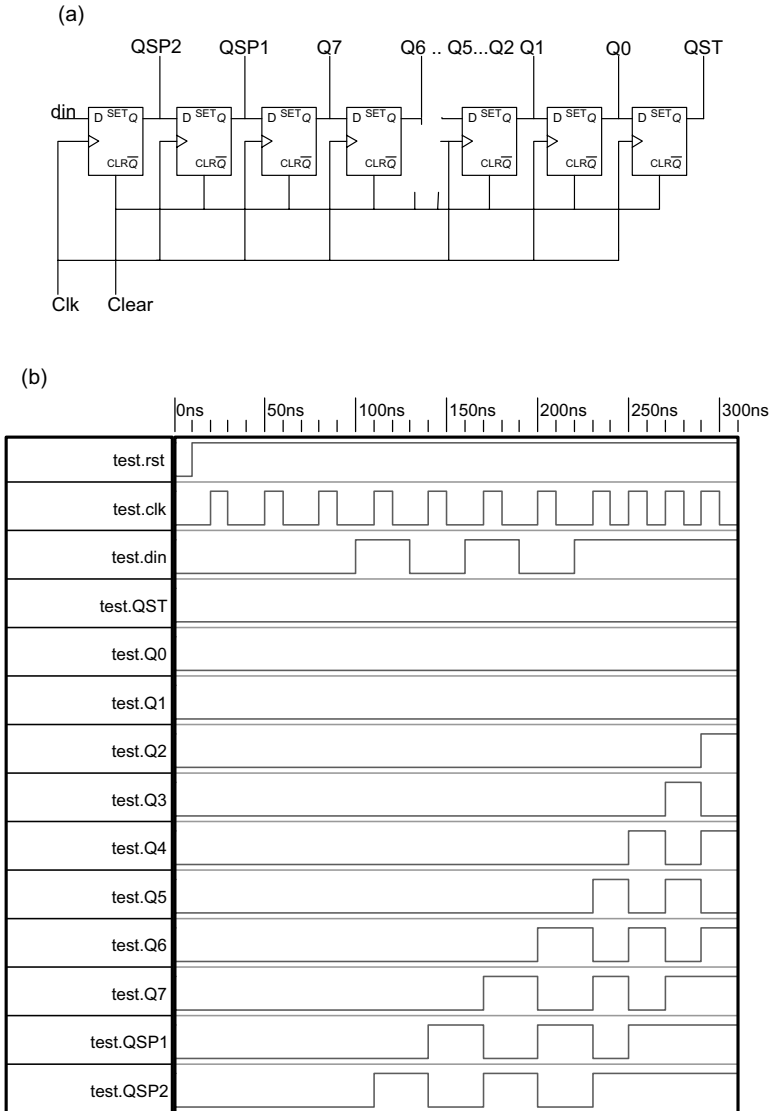 (a)
QSP2 QSP1 Q7 Q6 .. Q5...Q2 Q1 Q0 QST
din
D SET Q D SET Q D SET Q D SET Q D SET Q D SET Q D SET Q
CLR Q̅ CLR Q̅ CLR Q̅ CLR Q̅ CLR Q̅ CLR Q̅ CLR Q̅
Clk Clear
(b)
0ns 50ns 100ns 150ns 200ns 250ns 300ns
test.rst
test.clk
test.din
test.QST
test.Q0
test.Q1
test.Q2
test.Q3
test.Q4
test.Q5
test.Q6
test.Q7
test.QSP1
test.QSP2